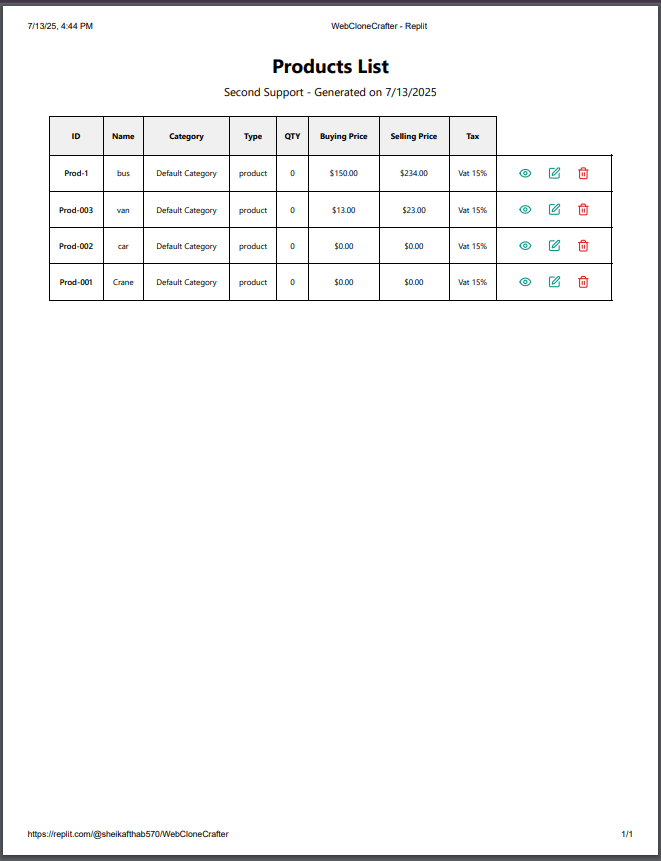 7/13/25, 4:44 PM WebCloneCrafter - Replit
Products List
Second Support - Generated on 7/13/2025
ID Name Category Type QTY Buying Price Selling Price Tax
Prod-1 bus Default Category product 0 $150.00 $234.00 Vat 15%
Prod-003 van Default Category product 0 $13.00 $23.00 Vat 15%
Prod-002 car Default Category product 0 $0.00 $0.00 Vat 15%
Prod-001 Crane Default Category product 0 $0.00 $0.00 Vat 15%
https://replit.com/@sheikafthab570/WebCloneCrafter 1/1